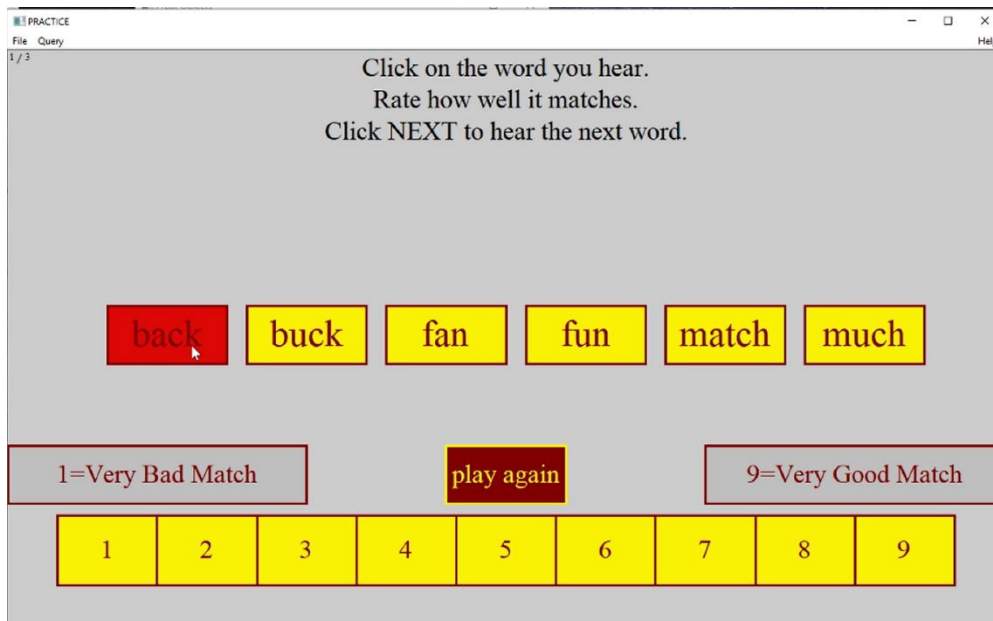 PRACTICE
File Query
Hel
1 / 3
Click on the word you hear.
Rate how well it matches.
Click NEXT to hear the next word.
back buck fan fun match much
1=Very Bad Match play again 9=Very Good Match
1 2 3 4 5 6 7 8 9